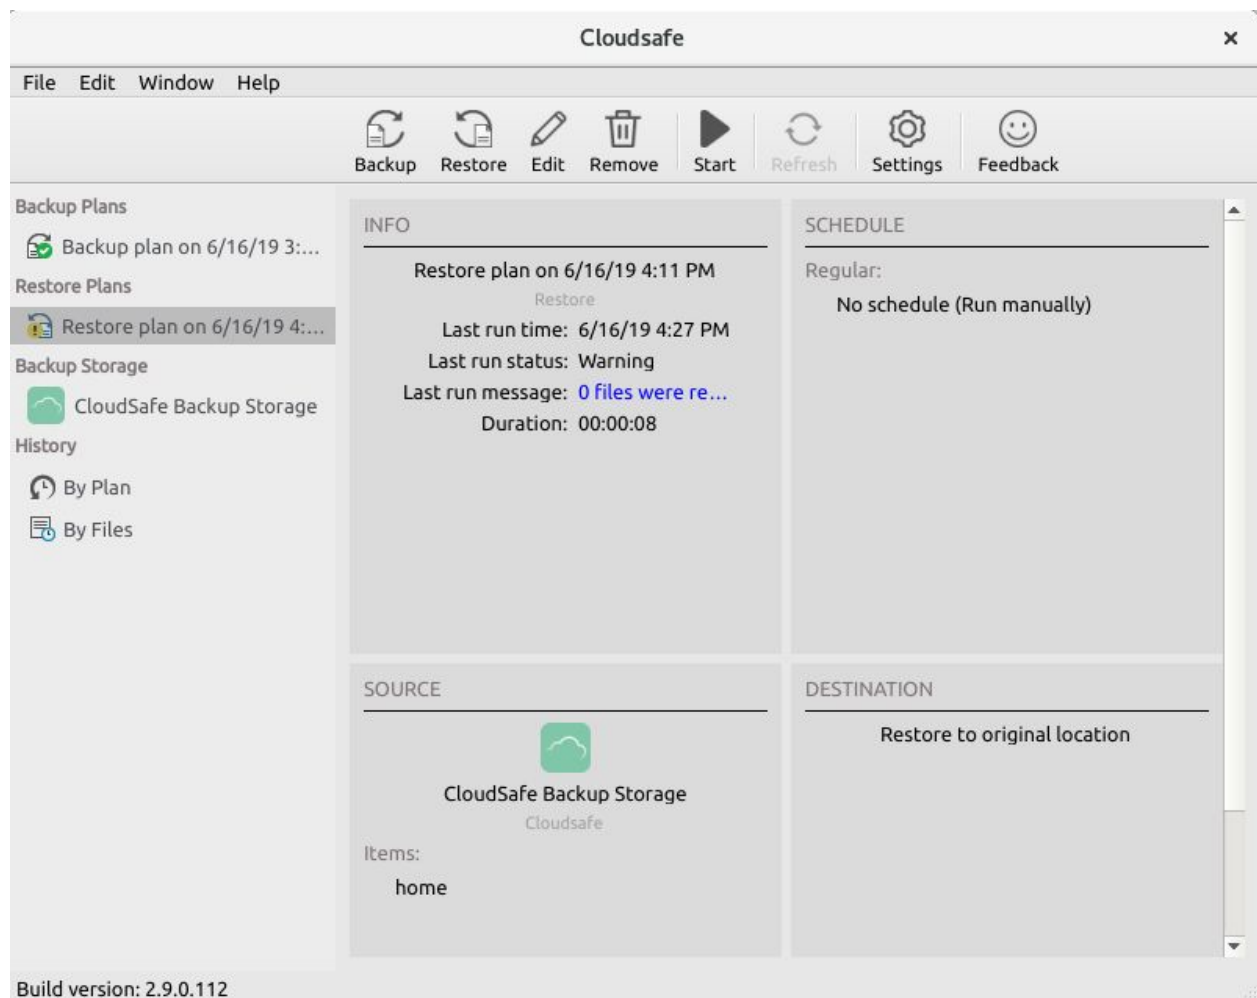 Cloudsafe
File Edit Window Help
Backup Restore Edit Remove Start Refresh Settings Feedback
Backup Plans
Backup plan on 6/16/19 3:...
Restore Plans
Restore plan on 6/16/19 4:...
Backup Storage
CloudSafe Backup Storage
History
By Plan
By Files
INFO
Restore plan on 6/16/19 4:11 PM
Restore
Last run time: 6/16/19 4:27 PM
Last run status: Warning
Last run message: 0 files were re...
Duration: 00:00:08
SCHEDULE
Regular:
No schedule (Run manually)
SOURCE
CloudSafe Backup Storage
Cloudsafe
Items:
home
DESTINATION
Restore to original location
Build version: 2.9.0.112